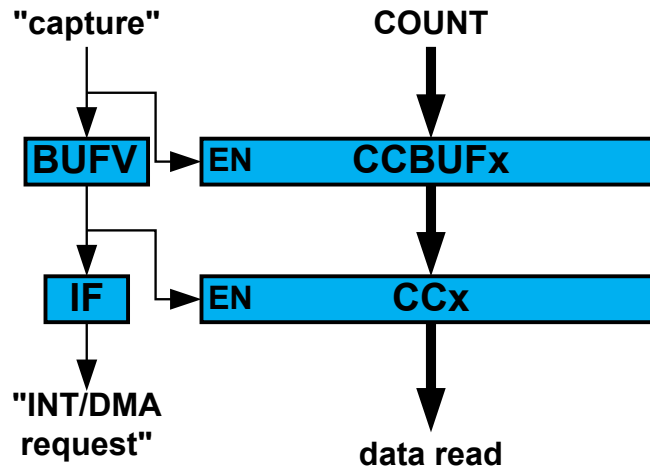 "capture"
COUNT
BUFV
EN
CCBUFx
IF
EN
CCx
"INT/DMA
request"
data read